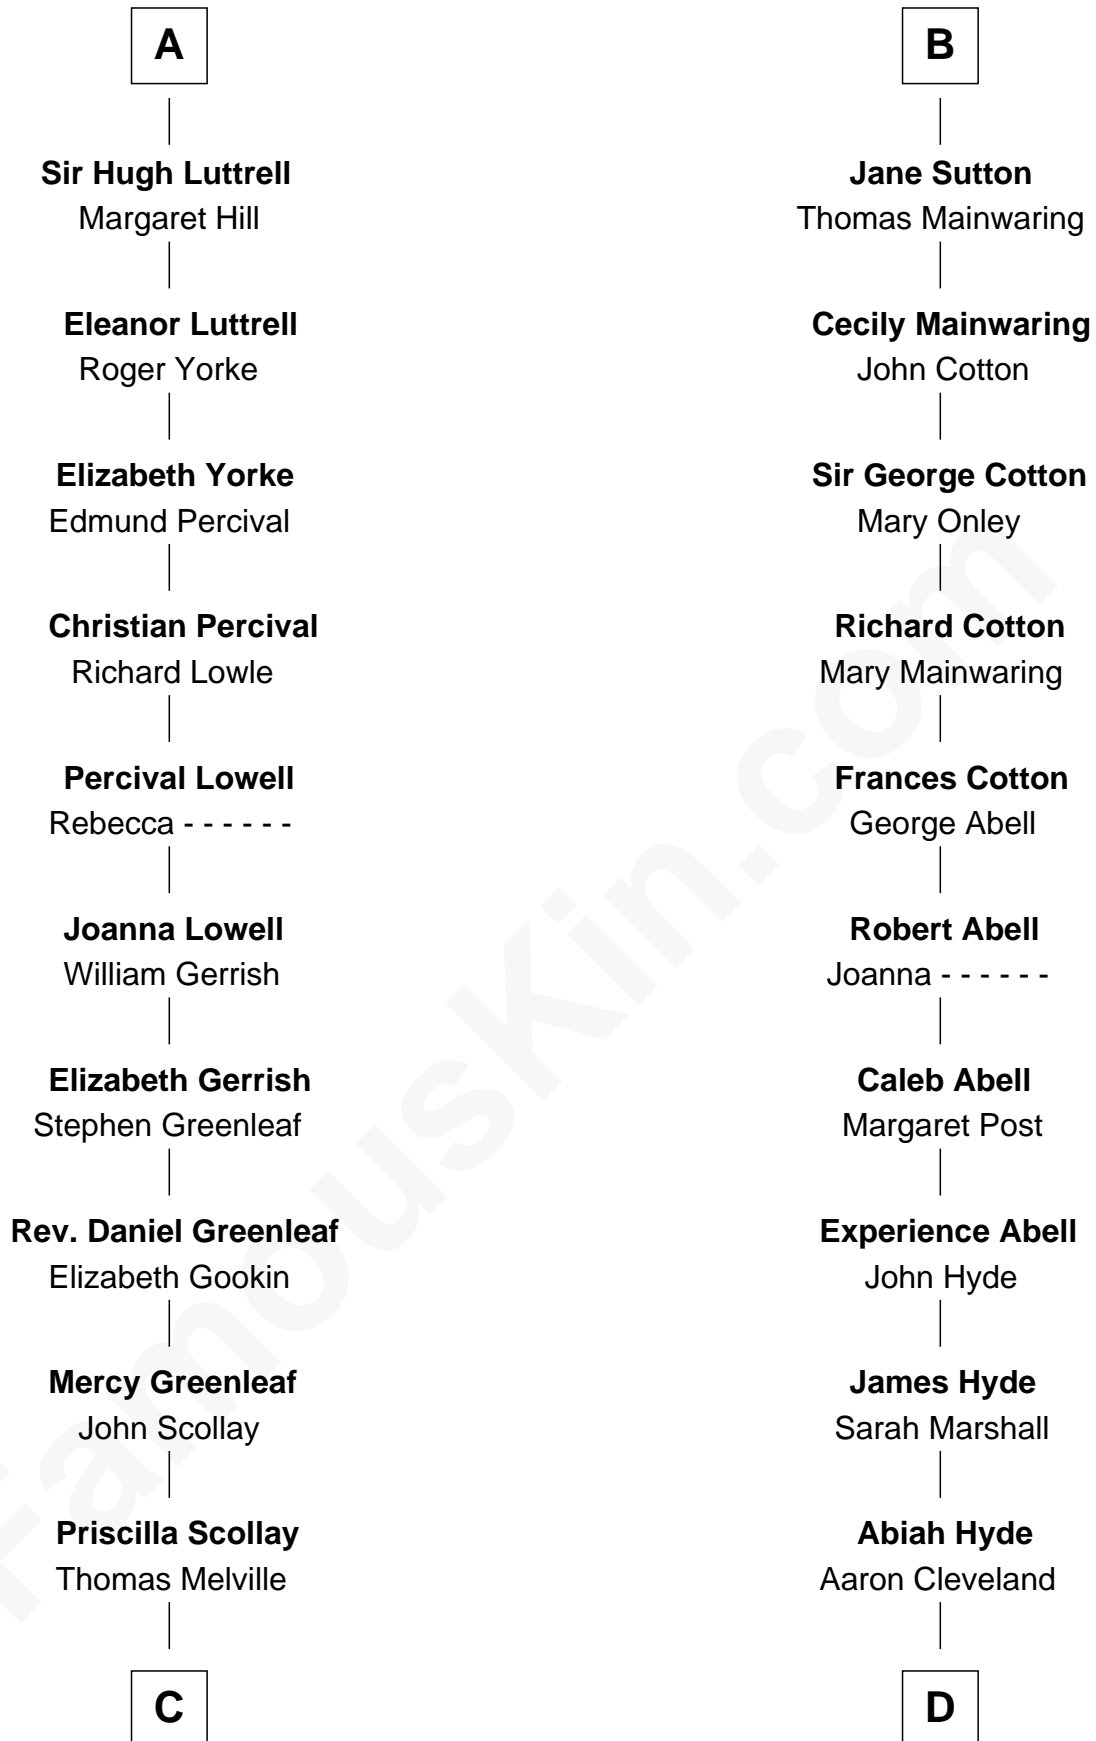 A
Sir Hugh Luttrell
Margaret Hill
Eleanor Luttrell
Roger Yorke
Elizabeth Yorke
Edmund Percival
Christian Percival
Richard Lowle
Percival Lowell
Rebecca - - - - - -
Joanna Lowell
William Gerrish
Elizabeth Gerrish
Stephen Greenleaf
Rev. Daniel Greenleaf
Elizabeth Gookin
Mercy Greenleaf
John Scollay
Priscilla Scollay
Thomas Melville
C
B
Jane Sutton
Thomas Mainwaring
Cecily Mainwaring
John Cotton
Sir George Cotton
Mary Onley
Richard Cotton
Mary Mainwaring
Frances Cotton
George Abell
Robert Abell
Joanna - - - - - -
Caleb Abell
Margaret Post
Experience Abell
John Hyde
James Hyde
Sarah Marshall
Abiah Hyde
Aaron Cleveland
D
FamousKin.com